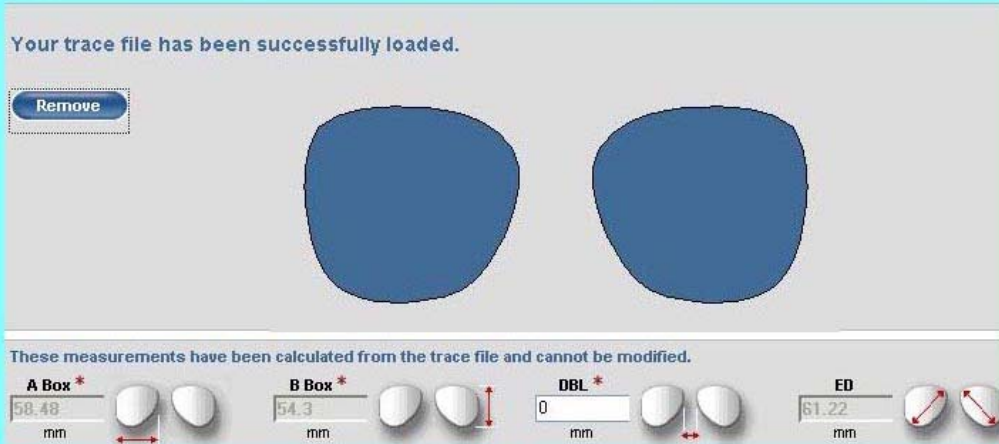 Your trace file has been successfully loaded.
Remove
These measurements have been calculated from the trace file and cannot be modified.
A Box * B Box * DBL * ED
58.48 54.3 0 61.22
mm mm mm mm